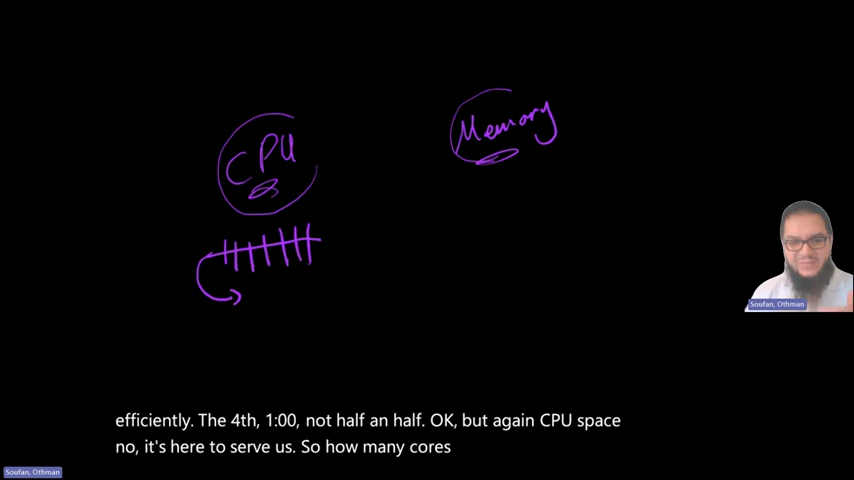 Memory
CPU
Soufan, Othman
efficiently. The 4th, 1:00, not half an half. OK, but again CPU space
no, it's here to serve us. So how many cores
Soufan, Othman